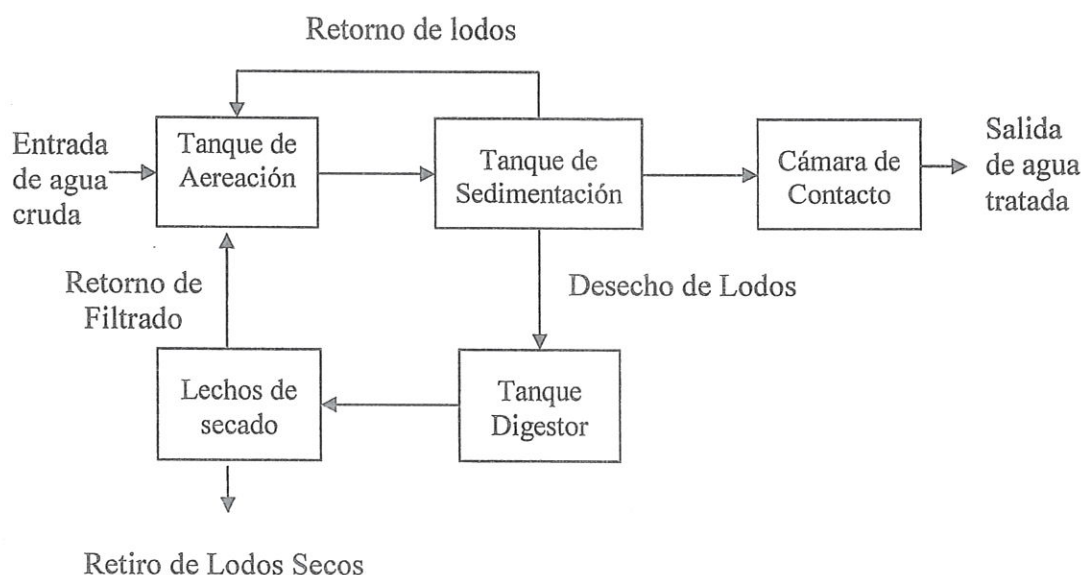 Retorno de lodos
Entrada
de agua
cruda
Tanque de
Aereación
Tanque de
Sedimentación
Cámara de
Contacto
Salida
de agua
tratada
Retorno de
Filtrado
Desecho de Lodos
Lechos de
secado
Tanque
Digestor
Retiro de Lodos Secos